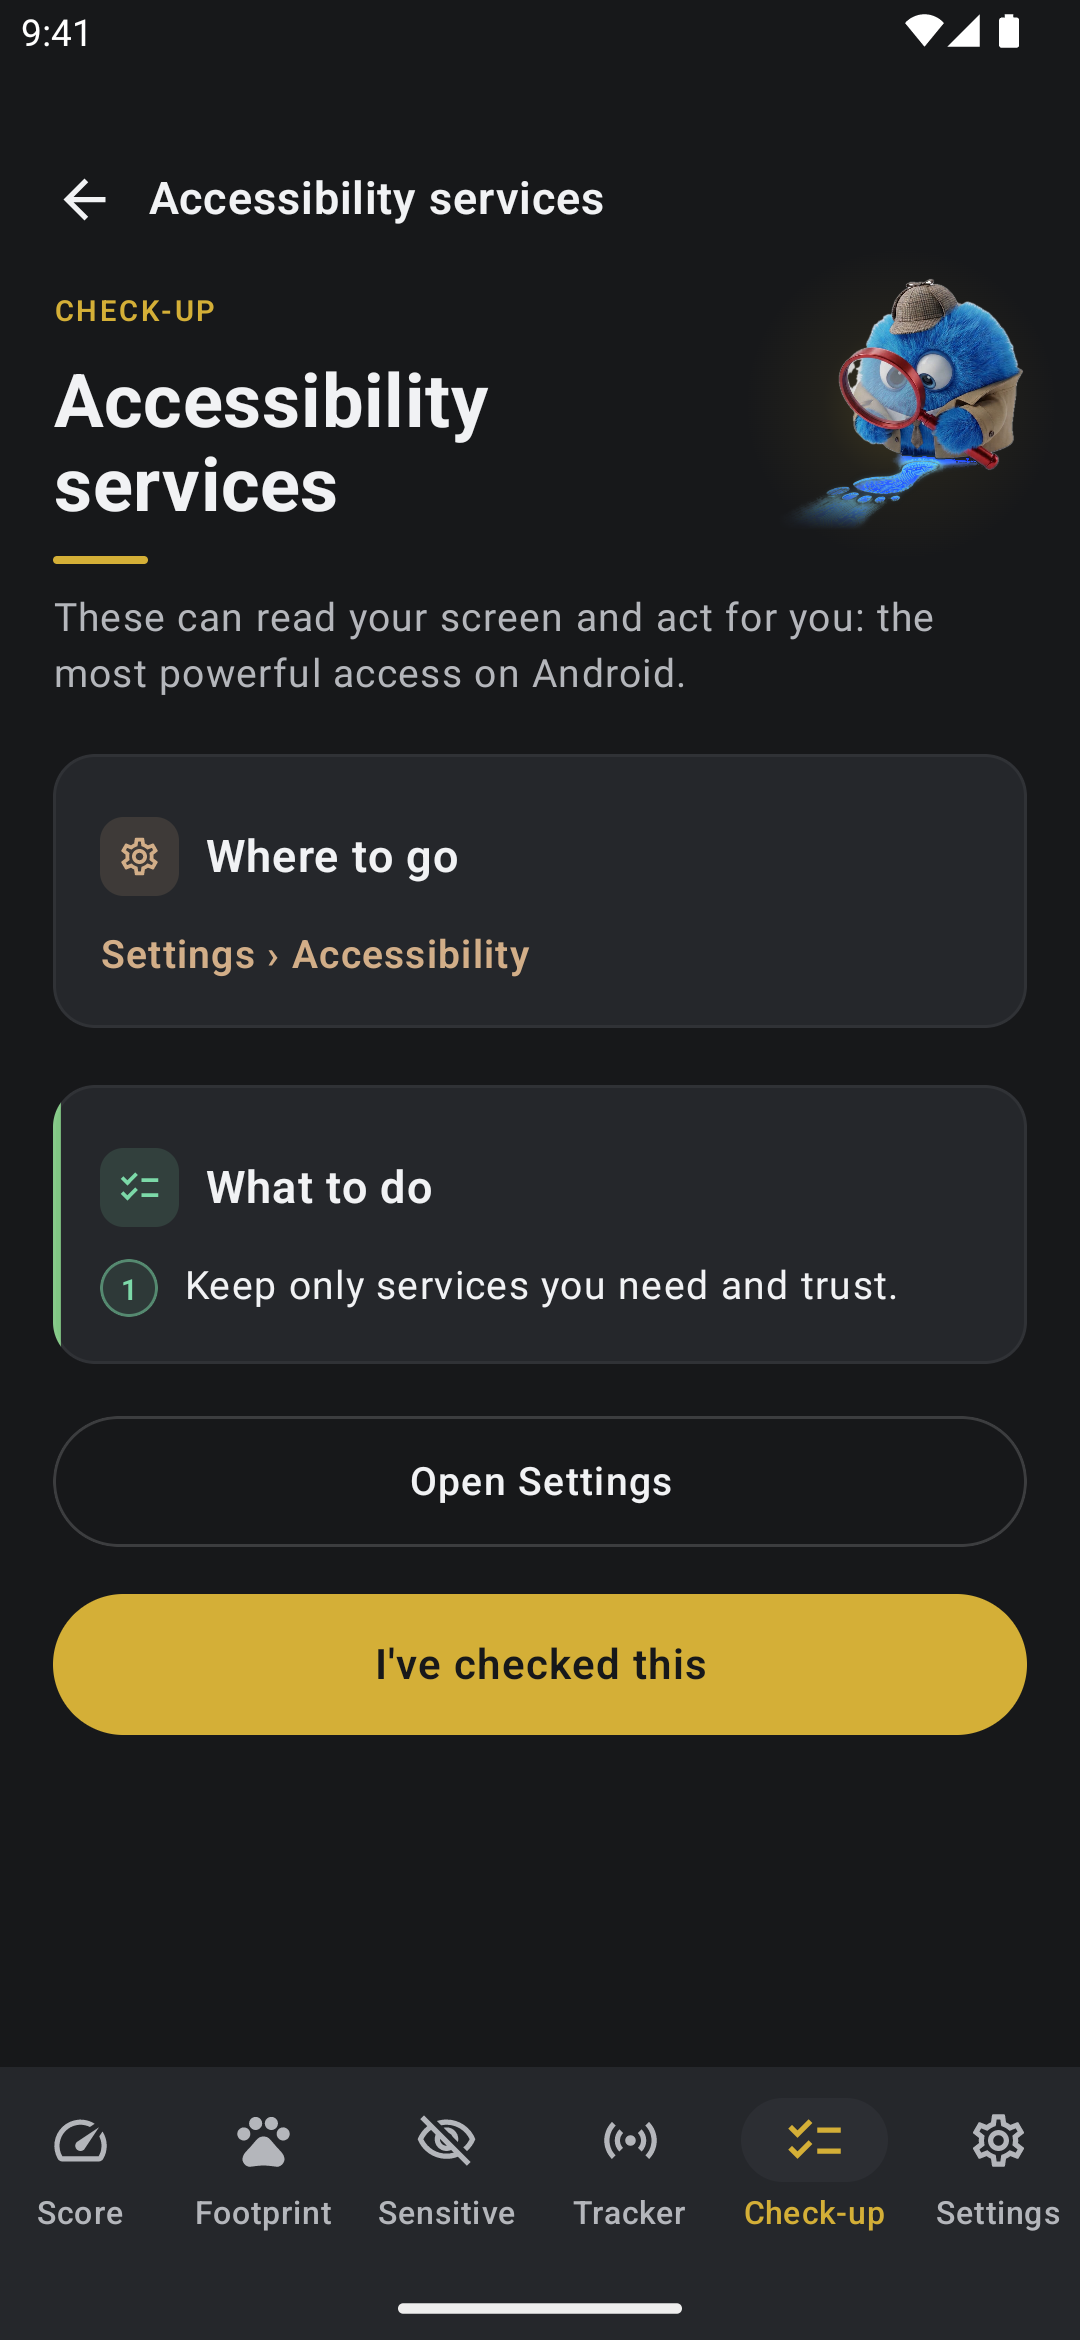 9:41
Accessibility services
CHECK-UP
Accessibility
services
These can read your screen and act for you: the
most powerful access on Android.
Where to go
Settings › Accessibility
What to do
1 Keep only services you need and trust.
Open Settings
I've checked this
Score Footprint Sensitive Tracker Check-up Settings